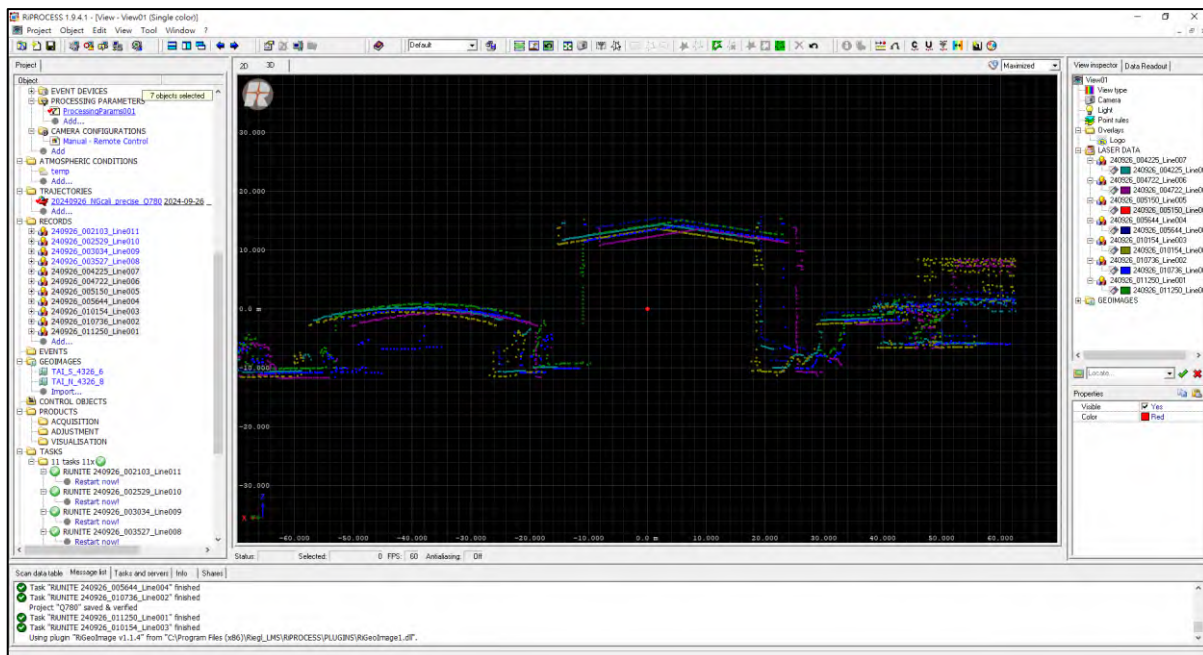 RiPROCESS 1.9.4.1 - [View - View01 (Single color)]
Project Object Edit View Tool Window ?
Default
Project
Object
7 objects selected
EVENT DEVICES
PROCESSING PARAMETERS
ProcessingParams001
Add...
CAMERA CONFIGURATIONS
Manual - Remote Control
Add
ATMOSPHERIC CONDITIONS
temp
Add...
TRAJECTORIES
20240926_NGcali_precise_Q780 2024-09-26 _
Add...
RECORDS
240926_002103_Line011
240926_002529_Line010
240926_003034_Line009
240926_003527_Line008
240926_004225_Line007
240926_004722_Line006
240926_005150_Line005
240926_005644_Line004
240926_010154_Line003
240926_010736_Line002
240926_011250_Line001
Add...
EVENTS
GEOIMAGES
TAI_S_4326_6
TAI_N_4326_8
Import...
CONTROL OBJECTS
PRODUCTS
ACQUISITION
ADJUSTMENT
VISUALISATION
TASKS
11 tasks 11x
RiUNITE 240926_002103_Line011
Restart now!
RiUNITE 240926_002529_Line010
Restart now!
RiUNITE 240926_003034_Line009
Restart now!
RiUNITE 240926_003527_Line008
Restart now!
2D 3D
Maximized
30.000
20.000
10.000
0.0 m
-10.000
-20.000
-30.000
-60.000 -50.000 -40.000 -30.000 -20.000 -10.000 0.0 m 10.000 20.000 30.000 40.000 50.000 60.000
X
Status: Selected: 0 FPS: 60 Antialiasing: Off
View inspector Data Readout
View01
View type
Camera
Light
Point rules
Overlays
Logo
LASER DATA
240926_004225_Line007
240926_004225_Line00
240926_004722_Line006
240926_004722_Line00
240926_005150_Line005
240926_005150_Line00
240926_005644_Line004
240926_005644_Line00
240926_010154_Line003
240926_010154_Line00
240926_010736_Line002
240926_010736_Line00
240926_011250_Line001
240926_011250_Line00
GEOIMAGES
Locate...
Properties
Visible Yes
Color Red
Scan data table Message list Tasks and servers Info Shares
Task "RiUNITE 240926_005644_Line004" finished
Task "RiUNITE 240926_010736_Line002" finished
Project "Q780" saved & verified
Task "RiUNITE 240926_011250_Line001" finished
Task "RiUNITE 240926_010154_Line003" finished
Using plugin "RiGeoImage v1.1.4" from "C:\Program Files (x86)\Riegl_LMS\RiPROCESS\PLUGINS\RiGeoImage1.dll".